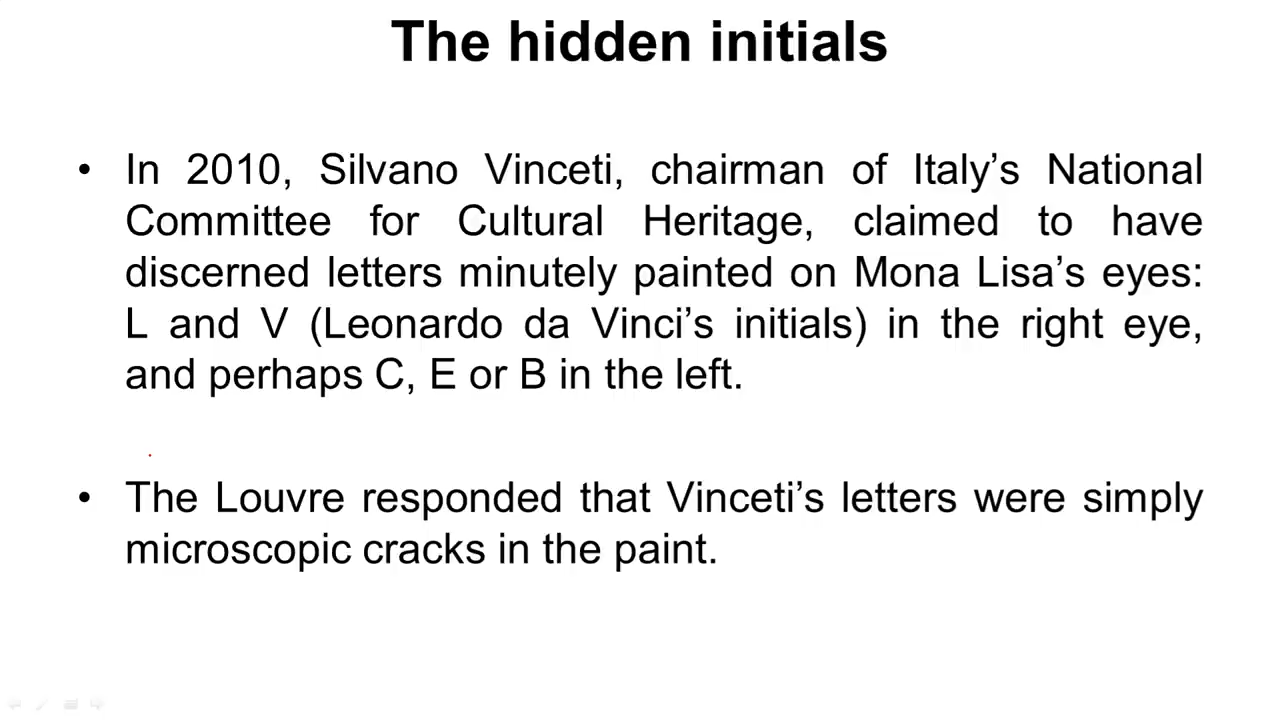 The hidden initials
• In 2010, Silvano Vinceti, chairman of Italy’s National
Committee for Cultural Heritage, claimed to have
discerned letters minutely painted on Mona Lisa’s eyes:
L and V (Leonardo da Vinci’s initials) in the right eye,
and perhaps C, E or B in the left.
• The Louvre responded that Vinceti’s letters were simply
microscopic cracks in the paint.